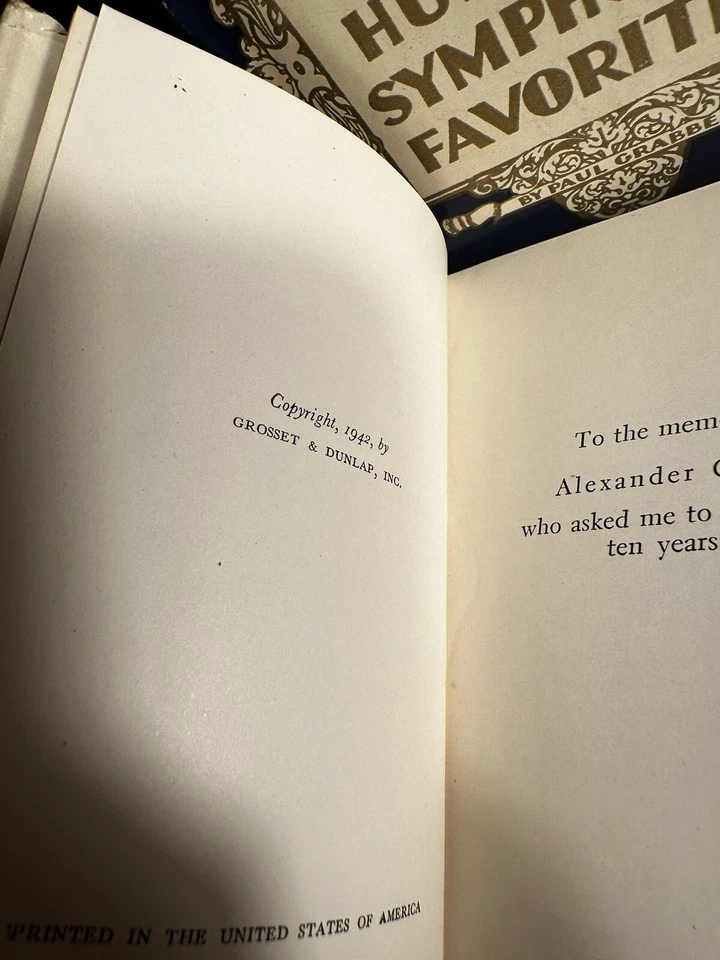 SYMPH
FAVORIT
BY PAUL GRABBE
Copyright, 1942, by
GROSSET & DUNLAP, INC.
PRINTED IN THE UNITED STATES OF AMERICA
To the mem
Alexander
who asked me to
ten years